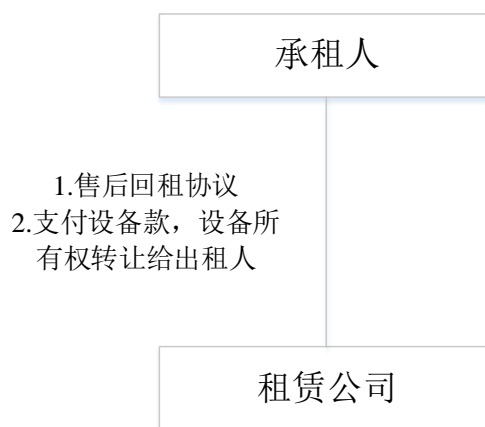 承租人
1.售后回租协议
2.支付设备款，设备所
有权转让给出租人
租赁公司